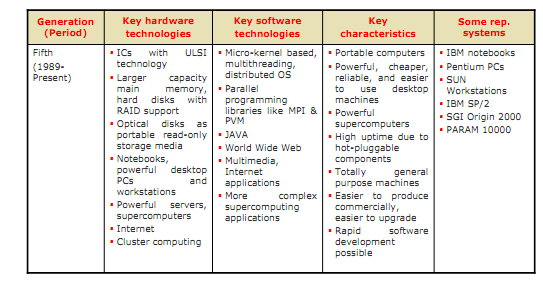 Generation
(Period)
Key hardware
technologies
Key software
technologies
Key
characteristics
Some rep.
systems
Fifth
(1989-
Present)
ICs with ULSI
technology
Larger capacity
main memory,
hard disks with
RAID support
Optical disks as
portable read-only
storage media
Notebooks,
powerful desktop
PCs and
workstations
Powerful servers,
supercomputers
Internet
Cluster computing
Micro-kernel based,
multithreading,
distributed OS
Parallel
programming
libraries like MPI &
PVM
JAVA
World Wide Web
Multimedia,
Internet
applications
More complex
supercomputing
applications
Portable computers
Powerful, cheaper,
reliable, and easier
to use desktop
machines
Powerful
supercomputers
High uptime due to
hot-pluggable
components
Totally general
purpose machines
Easier to produce
commercially,
easier to upgrade
Rapid software
development
possible
IBM notebooks
Pentium PCs
SUN
Workstations
IBM SP/2
SGI Origin 2000
PARAM 10000